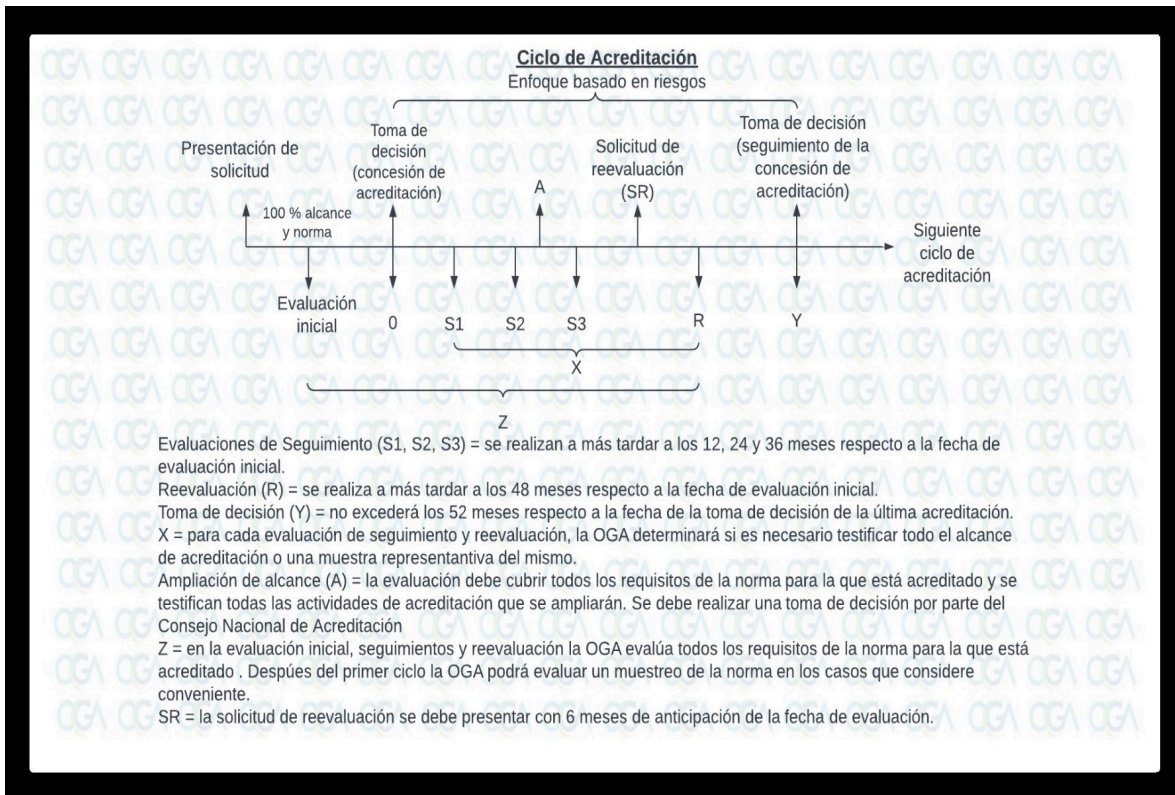 Ciclo de Acreditación
Enfoque basado en riesgos
Presentación de
solicitud
Toma de
decisión
(concesión de
acreditación)
A
Solicitud de
reevaluación
(SR)
Toma de decisión
(seguimiento de la
concesión de
acreditación)
100 % alcance
y norma
Siguiente
ciclo de
acreditación
Evaluación
inicial
0
S1
S2
S3
R
Y
X
Z
Evaluaciones de Seguimiento (S1, S2, S3) = se realizan a más tardar a los 12, 24 y 36 meses respecto a la fecha de
evaluación inicial.
Reevaluación (R) = se realiza a más tardar a los 48 meses respecto a la fecha de evaluación inicial.
Toma de decisión (Y) = no excederá los 52 meses respecto a la fecha de la toma de decisión de la última acreditación.
X = para cada evaluación de seguimiento y reevaluación, la OGA determinará si es necesario testificar todo el alcance
de acreditación o una muestra representantiva del mismo.
Ampliación de alcance (A) = la evaluación debe cubrir todos los requisitos de la norma para la que está acreditado y se
testifican todas las actividades de acreditación que se ampliarán. Se debe realizar una toma de decisión por parte del
Consejo Nacional de Acreditación
Z = en la evaluación inicial, seguimientos y reevaluación la OGA evalúa todos los requisitos de la norma para la que está
acreditado . Despúes del primer ciclo la OGA podrá evaluar un muestreo de la norma en los casos que considere
conveniente.
SR = la solicitud de reevaluación se debe presentar con 6 meses de anticipación de la fecha de evaluación.